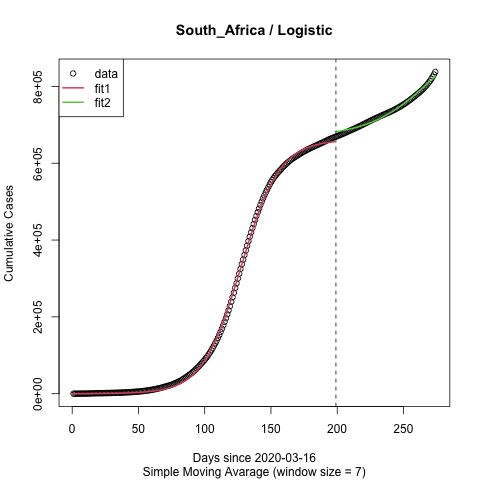 South_Africa / Logistic
data
fit1
fit2
Cumulative Cases
8e+05
6e+05
4e+05
2e+05
0e+00
0 50 100 150 200 250
Days since 2020-03-16
Simple Moving Avarage (window size = 7)